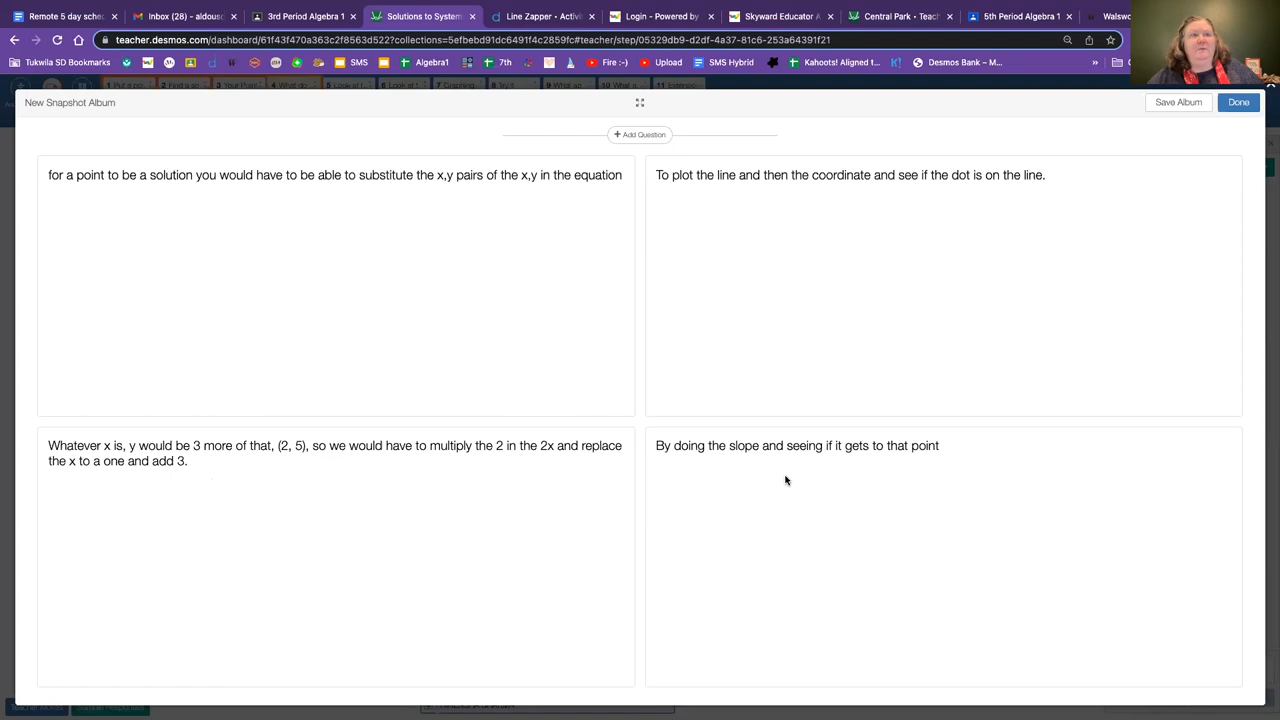 Remote 5 desmo
Inbox (28) – aldousc
3rd Period Algebra 1
Solutions to System
Line Zapper • Activi
Login - Powered by
Skyward Educator A
Central Park • Teach
5th Period Algebra 1
Walswo
teacher.desmos.com/dashboard/61f43f470a363c2f8563d522?collections=5efbebd91dc6491f4c2859fc#teacher/step/05329db9-d2df-4a37-81c6-253a64391f21
Tukwila SD Bookmarks
SMS
Algebra1
7th
Fire :-)
Upload
SMS Hybrid
Kahoots! Aligned t...
Desmos Bank – M...
New Snapshot Album
Save Album
Done
+ Add Question
for a point to be a solution you would have to be able to substitute the x,y pairs of the x,y in the equation
To plot the line and then the coordinate and see if the dot is on the line.
Whatever x is, y would be 3 more of that, (2, 5), so we would have to multiply the 2 in the 2x and replace
the x to a one and add 3.
By doing the slope and seeing if it gets to that point